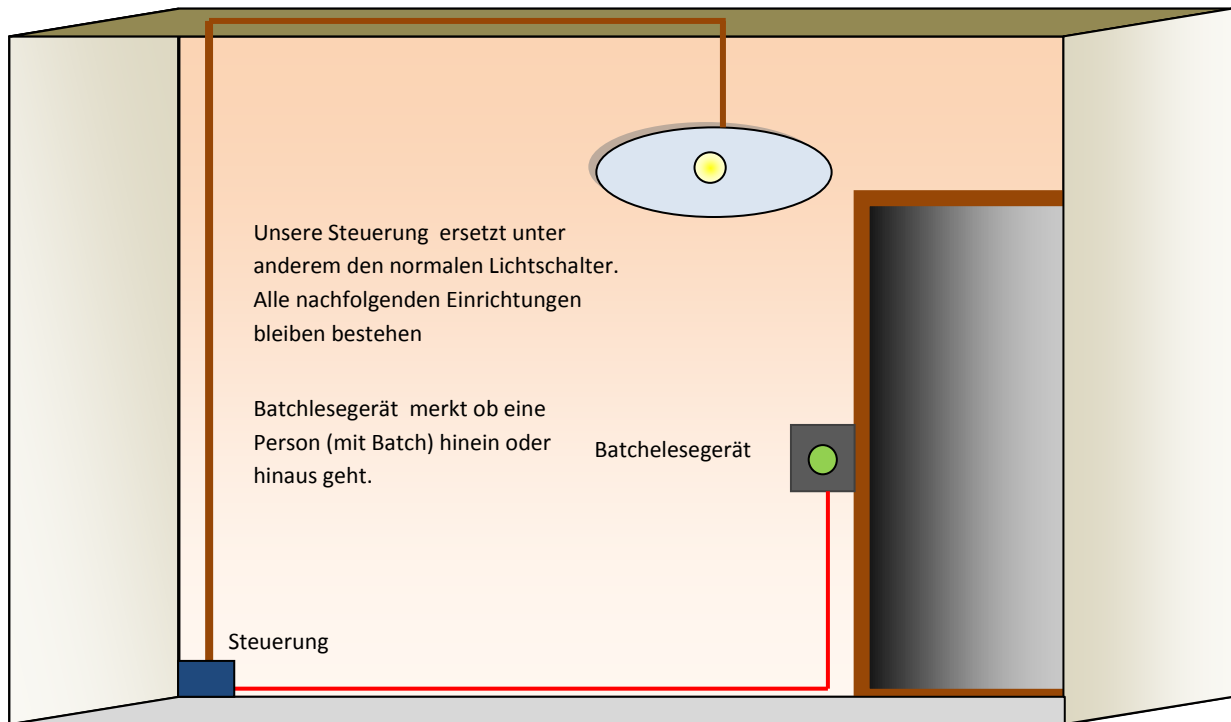 Unsere Steuerung ersetzt unter
anderem den normalen Lichtschalter.
Alle nachfolgenden Einrichtungen
bleiben bestehen
Batchlesegerät merkt ob eine
Person (mit Batch) hinein oder
hinaus geht.
Batchelesegerät
Steuerung